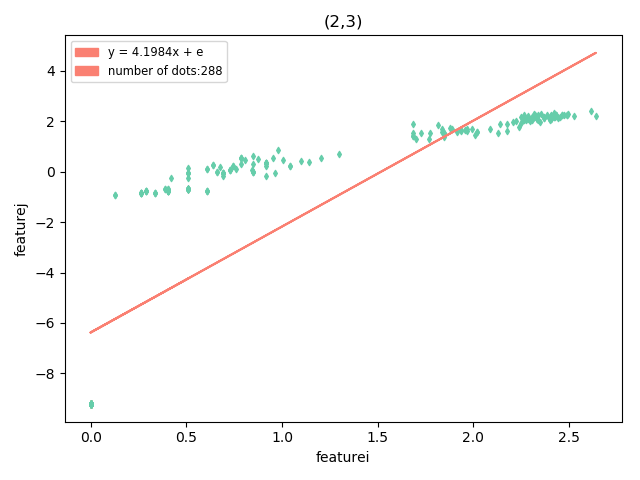 (2,3)
y = 4.1984x + e
number of dots:288
featurej
4
2
0
−2
−4
−6
−8
0.0 0.5 1.0 1.5 2.0 2.5
featurei